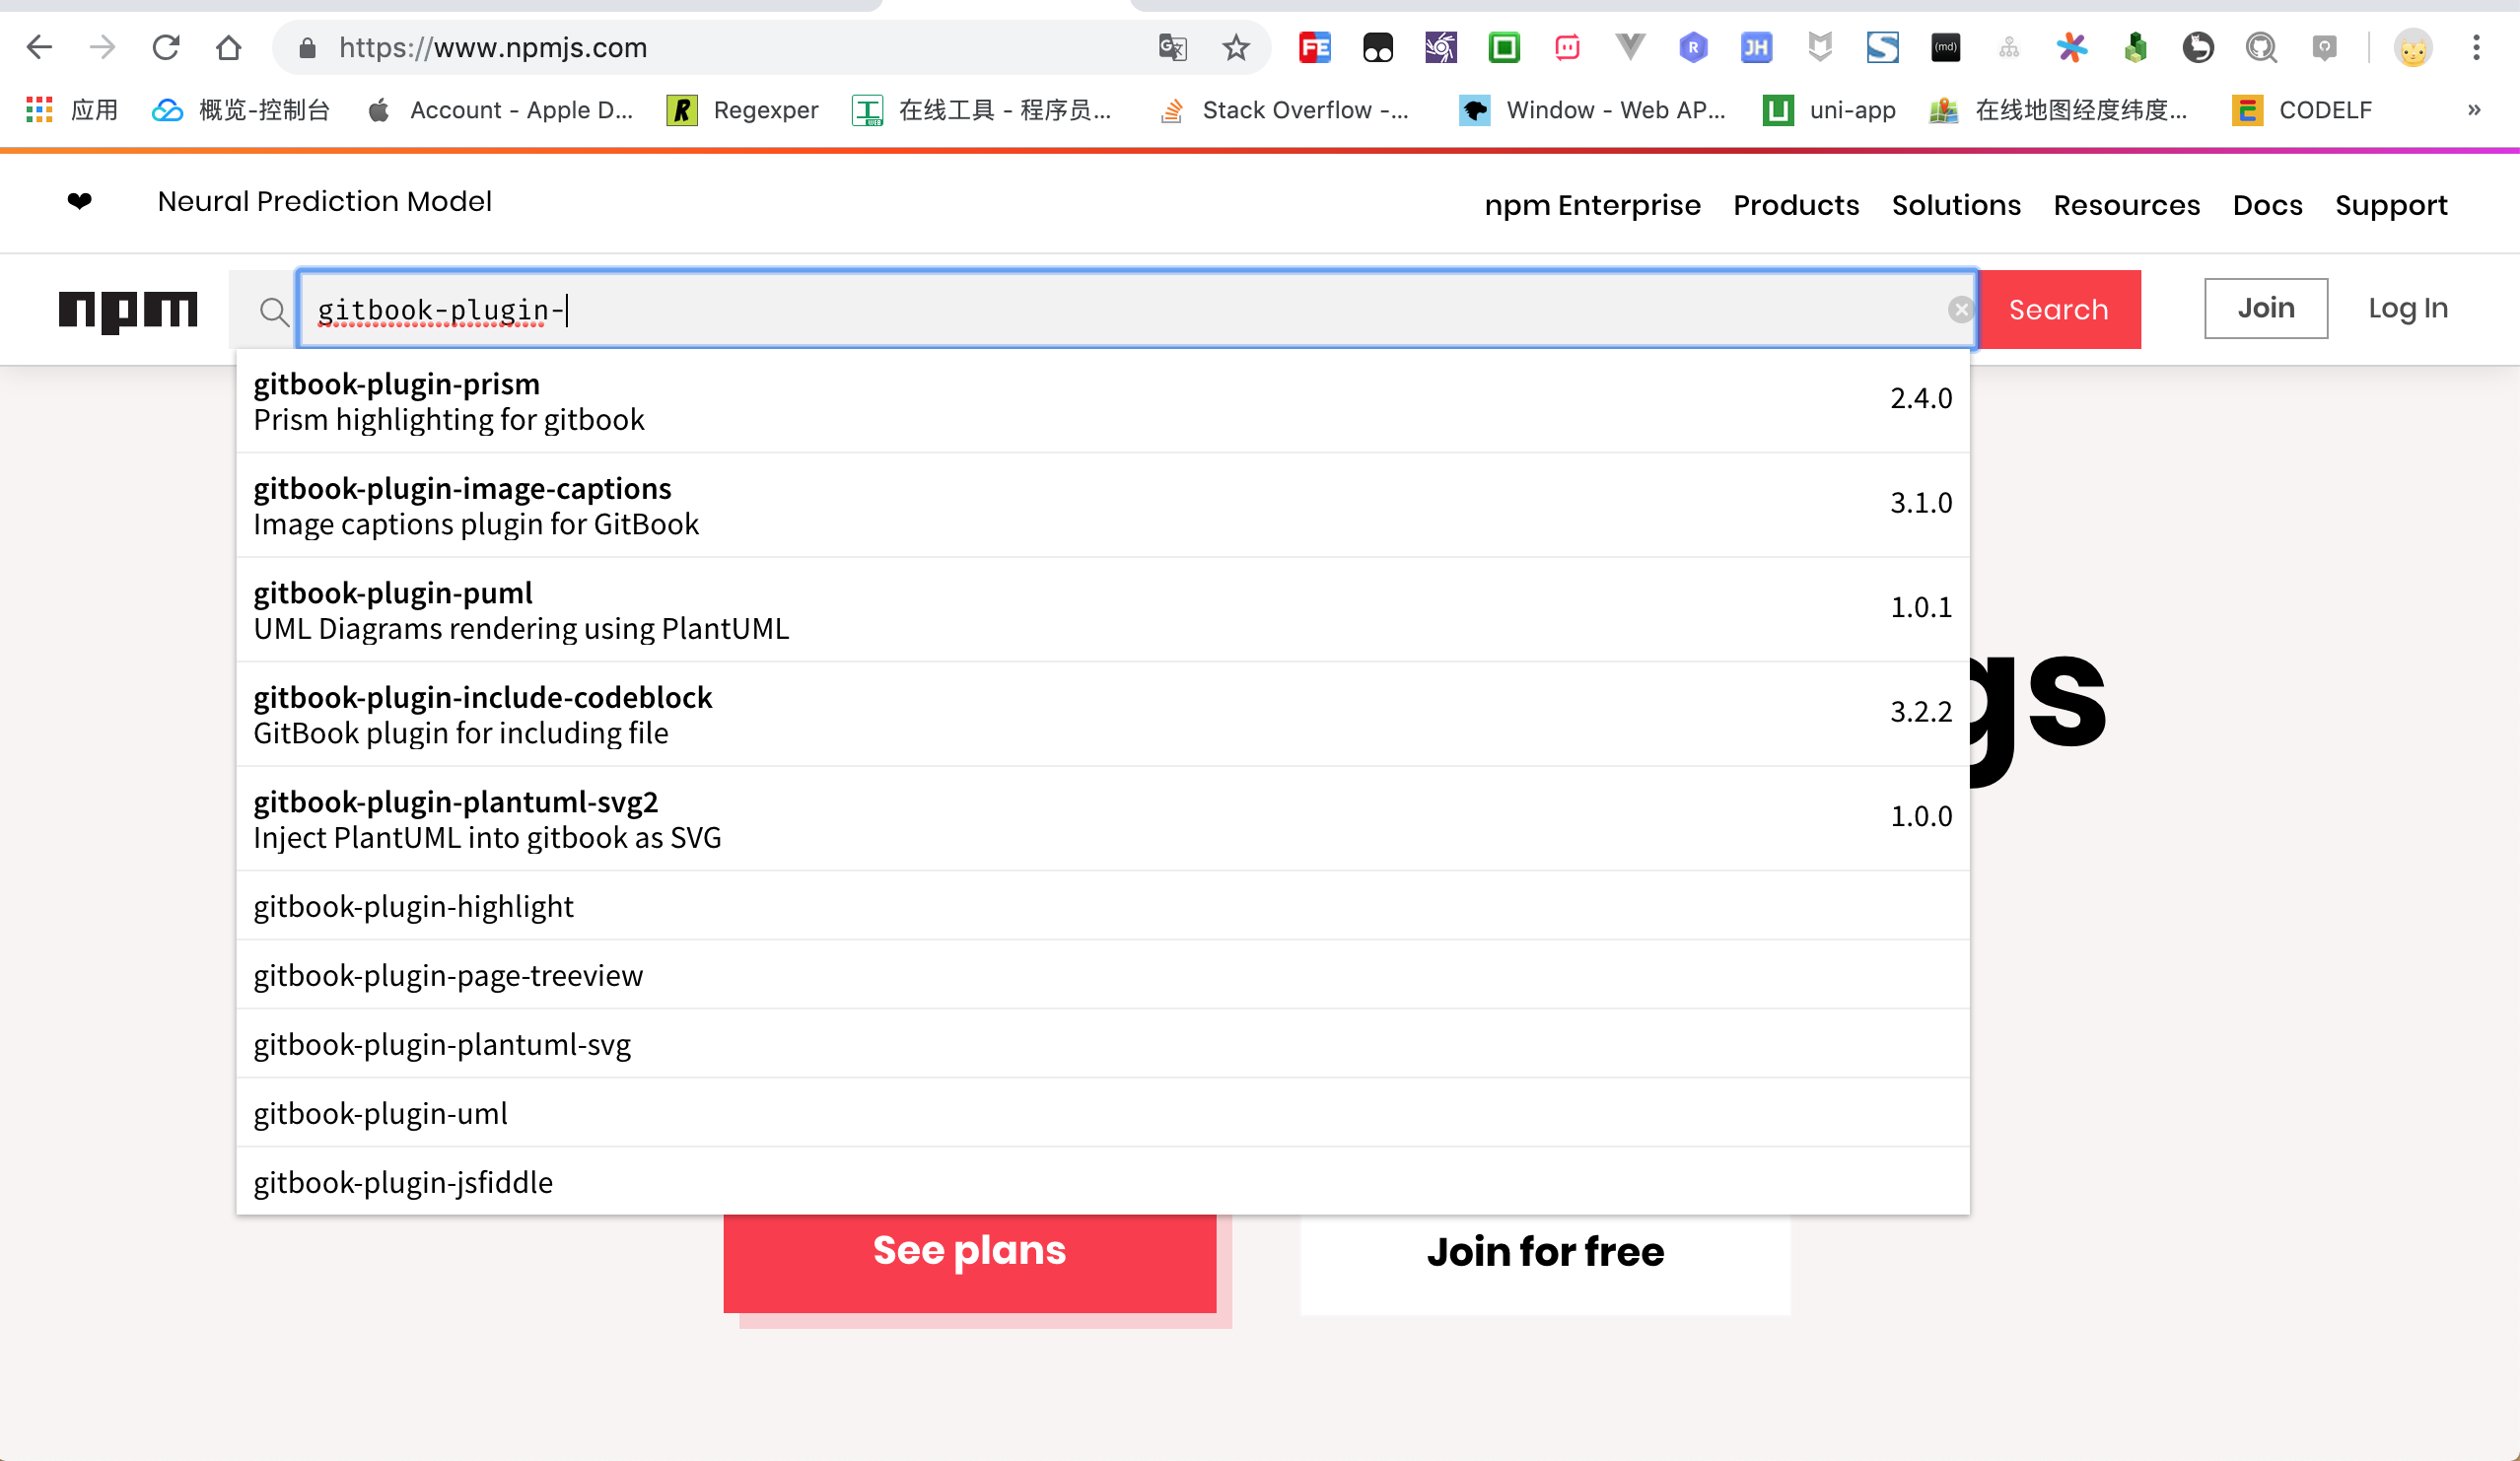 https://www.npmjs.com
应用 概览-控制台 Account - Apple D... Regexper 在线工具 - 程序员... Stack Overflow -... Window - Web AP... uni-app 在线地图经度纬度... CODELF »
❤ Neural Prediction Model npm Enterprise Products Solutions Resources Docs Support
npm gitbook-plugin- Search Join Log In
gitbook-plugin-prism
Prism highlighting for gitbook
2.4.0
gitbook-plugin-image-captions
Image captions plugin for GitBook
3.1.0
gitbook-plugin-puml
UML Diagrams rendering using PlantUML
1.0.1
gitbook-plugin-include-codeblock
GitBook plugin for including file
3.2.2
gitbook-plugin-plantuml-svg2
Inject PlantUML into gitbook as SVG
1.0.0
gs
gitbook-plugin-highlight
gitbook-plugin-page-treeview
gitbook-plugin-plantuml-svg
gitbook-plugin-uml
gitbook-plugin-jsfiddle
See plans Join for free